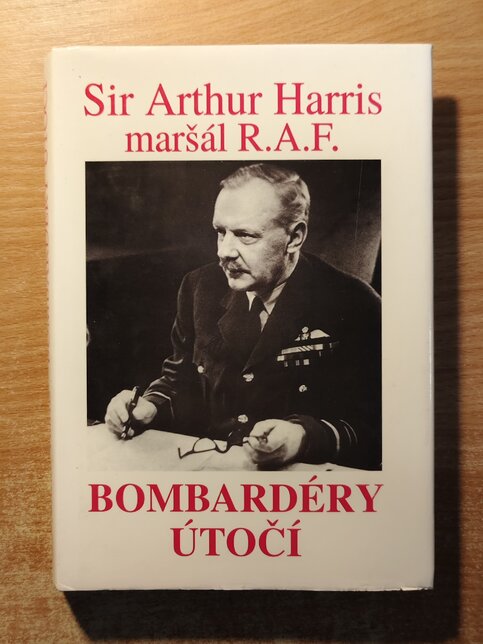 Sir Arthur Harris
maršál R.A.F.
BOMBARDÉRY
ÚTOČÍ